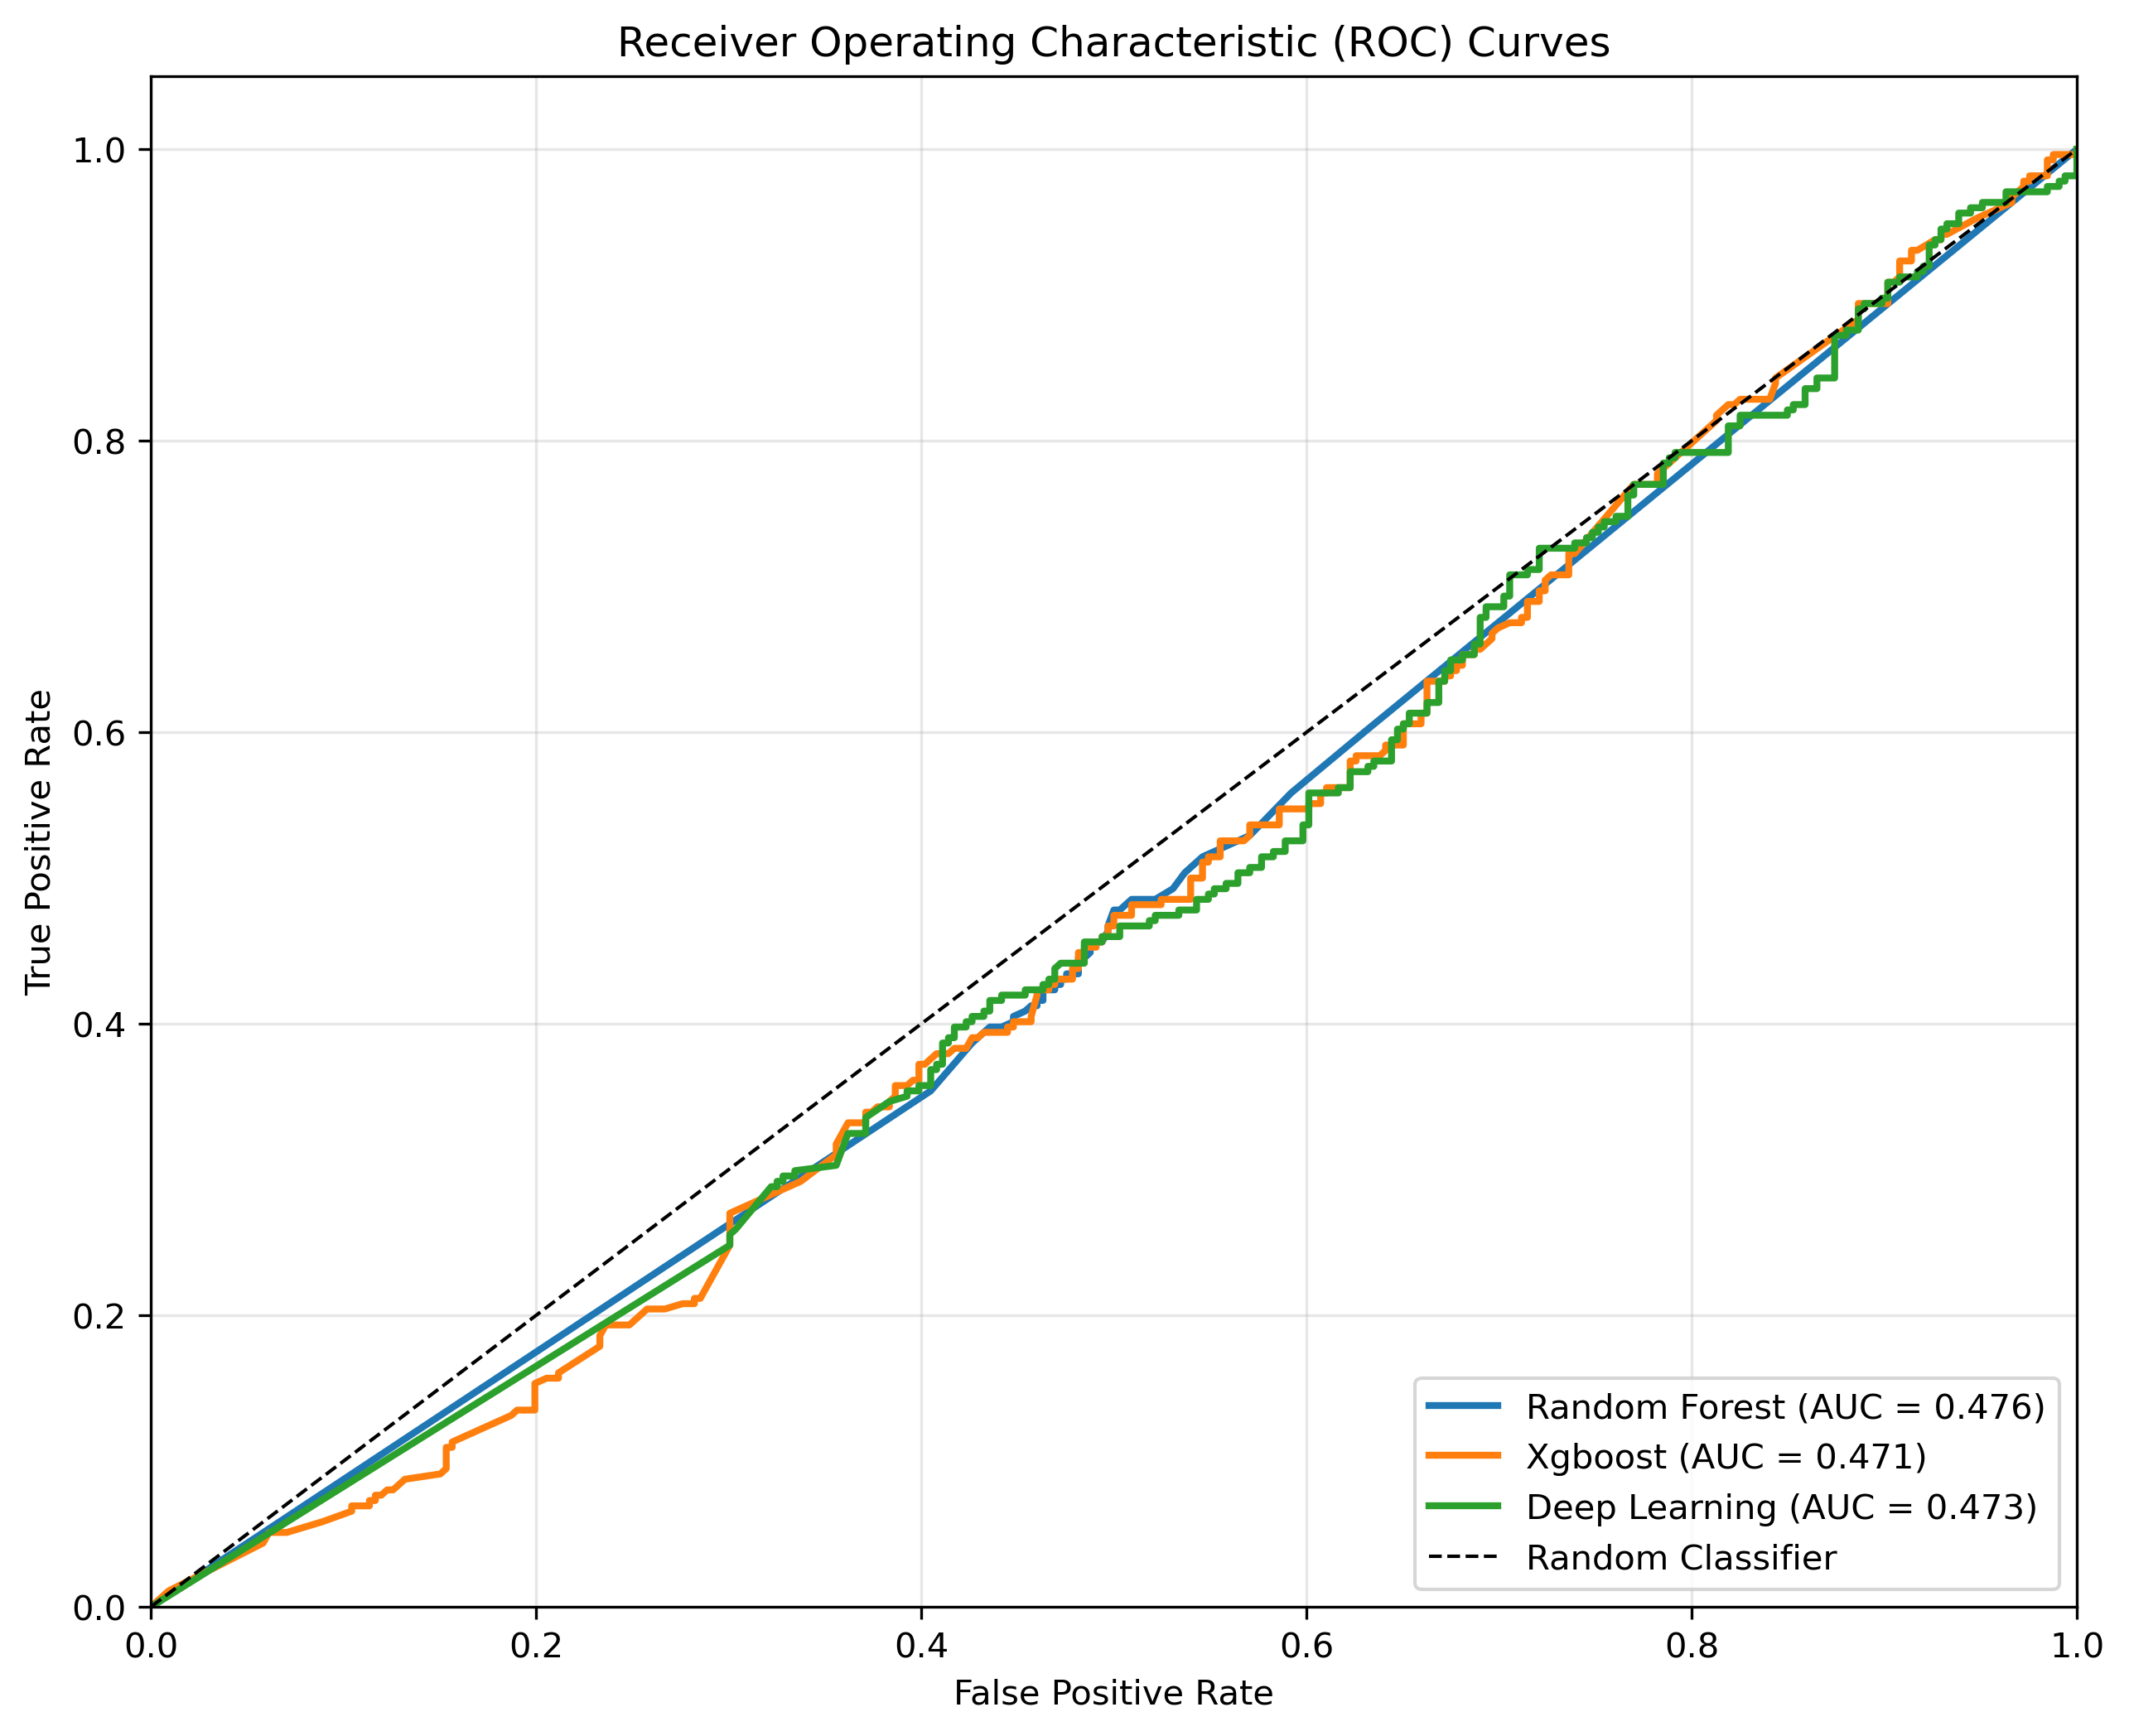 Receiver Operating Characteristic (ROC) Curves
1.0
0.8
0.6
0.4
0.2
0.0
True Positive Rate
0.0 0.2 0.4 0.6 0.8 1.0
False Positive Rate
Random Forest (AUC = 0.476)
Xgboost (AUC = 0.471)
Deep Learning (AUC = 0.473)
Random Classifier